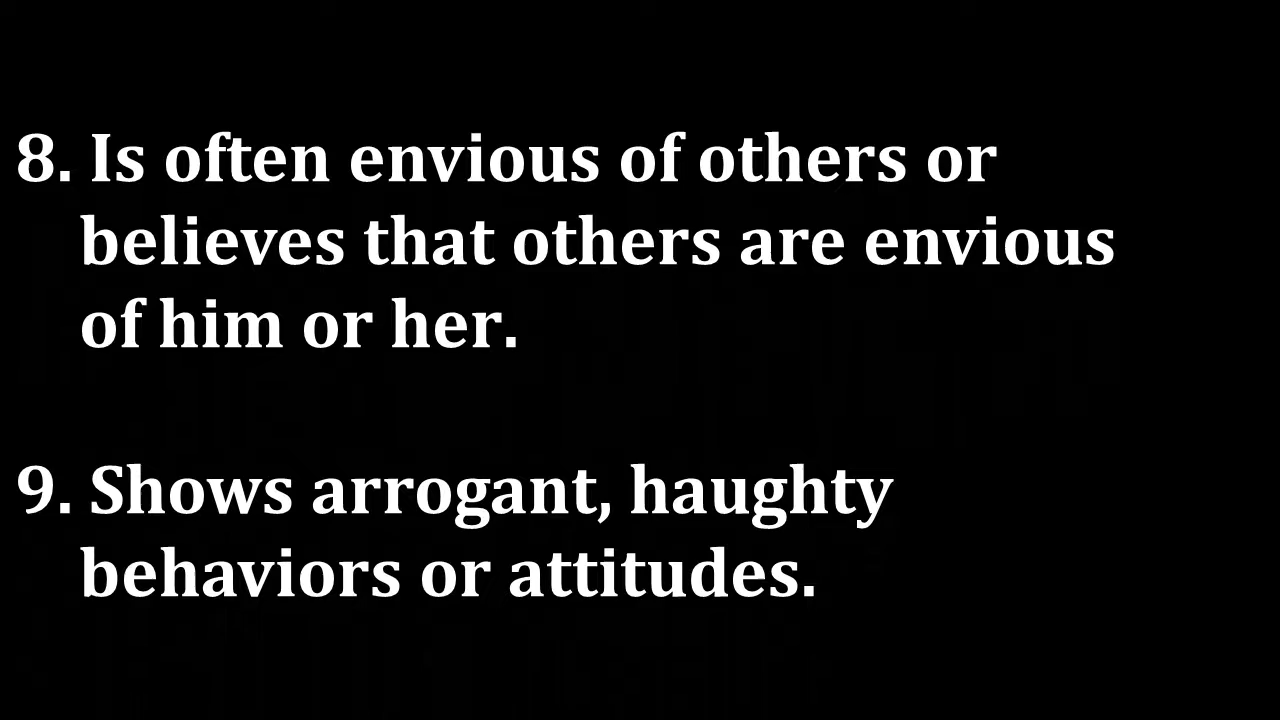 8. Is often envious of others or
believes that others are envious
of him or her.
9. Shows arrogant, haughty
behaviors or attitudes.